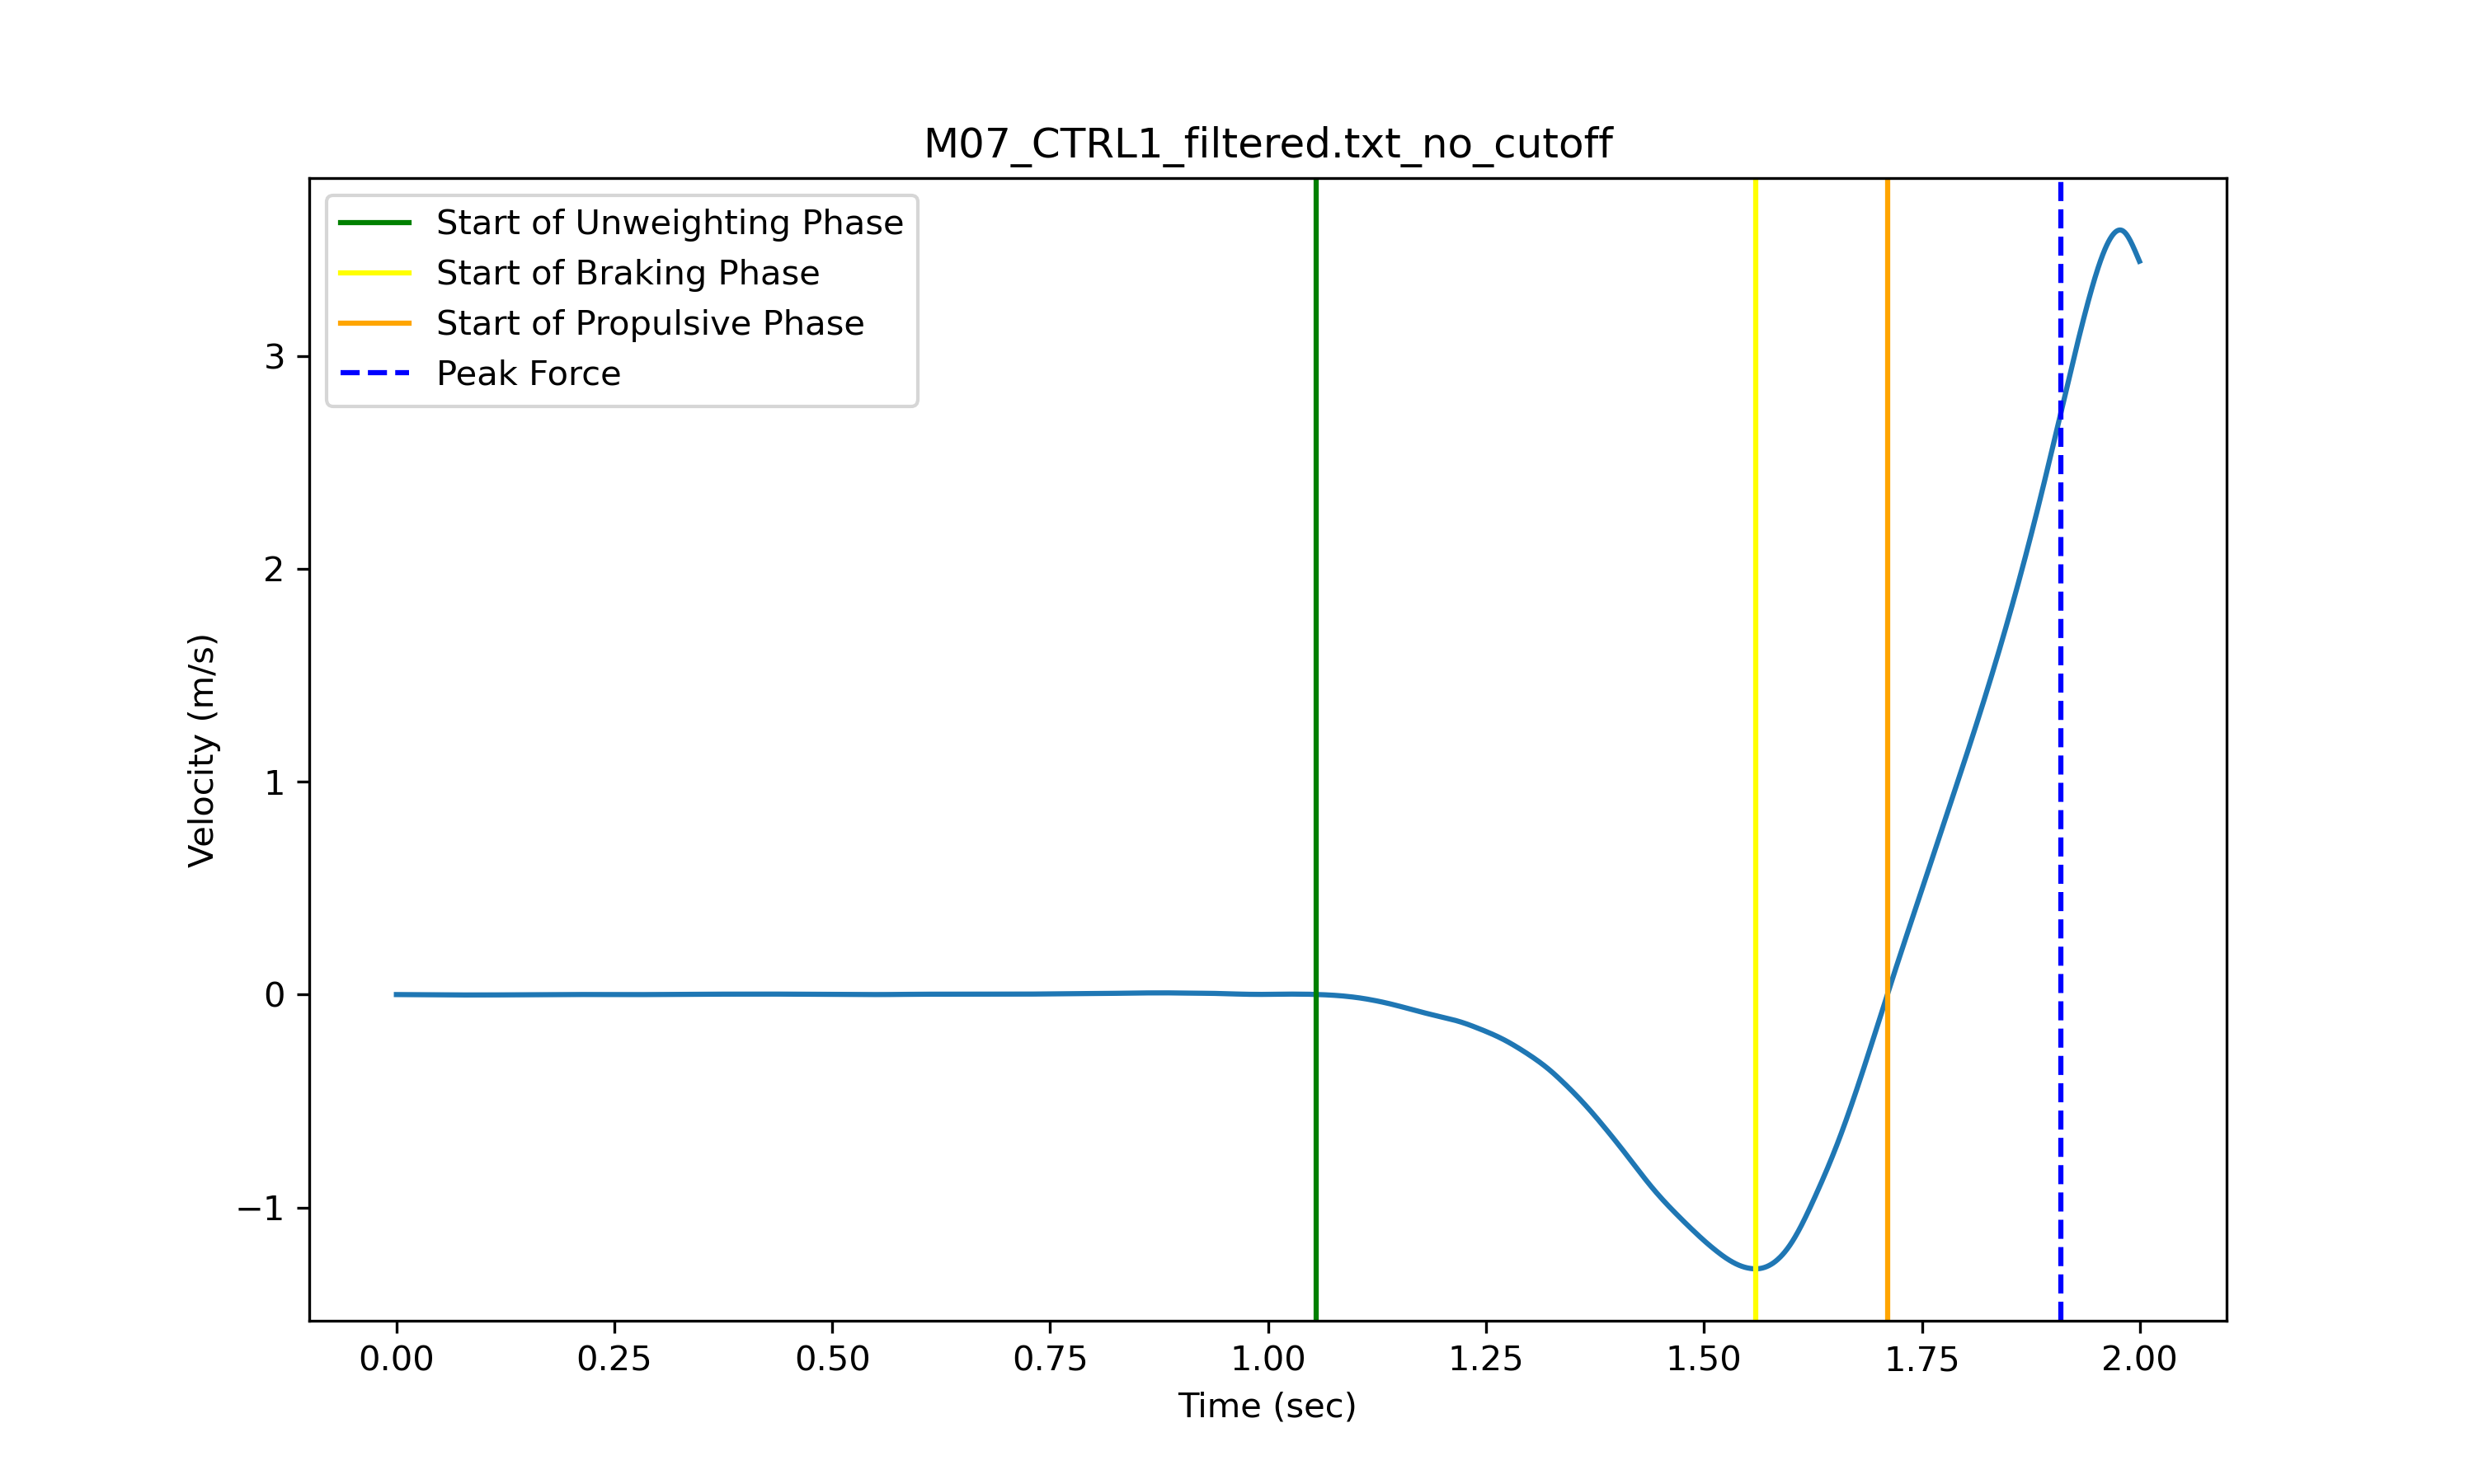 M07_CTRL1_filtered.txt_no_cutoff
Start of Unweighting Phase
Start of Braking Phase
Start of Propulsive Phase
Peak Force
Velocity (m/s)
3
2
1
0
−1
0.00 0.25 0.50 0.75 1.00 1.25 1.50 1.75 2.00
Time (sec)